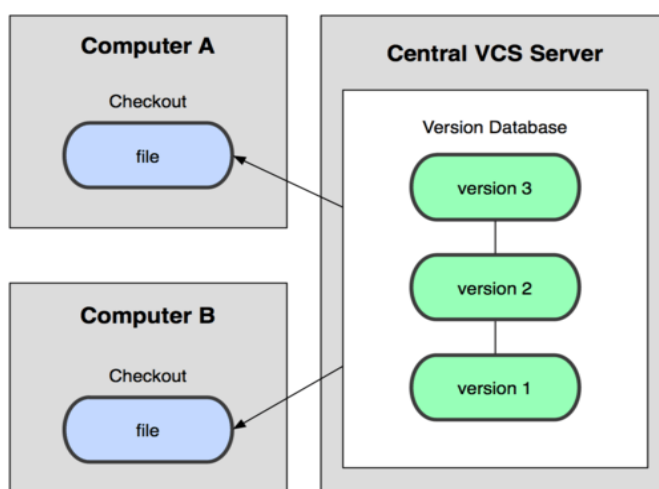 Computer A
Checkout
file
Computer B
Checkout
file
Central VCS Server
Version Database
version 3
version 2
version 1